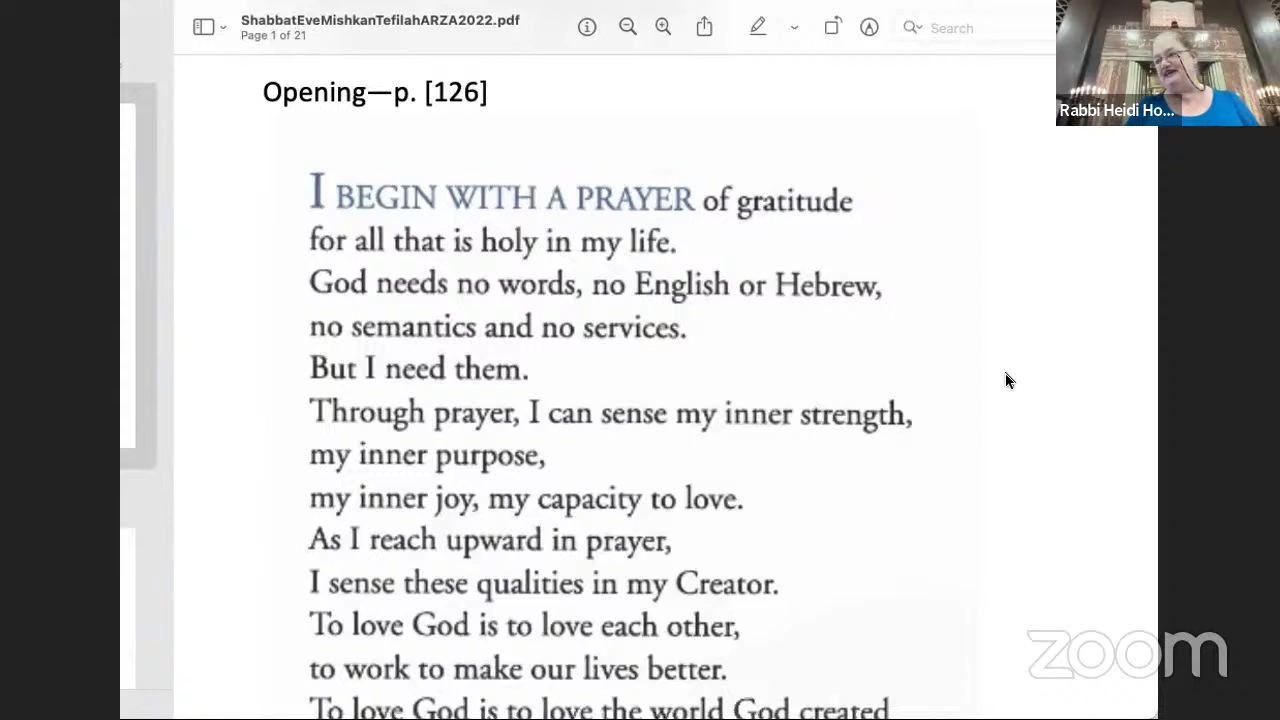 ShabbatEveMishkanTefilahARZA2022.pdf
Page 1 of 21
Search
Rabbi Heidi Ho...
Opening—p. [126]
I BEGIN WITH A PRAYER of gratitude
for all that is holy in my life.
God needs no words, no English or Hebrew,
no semantics and no services.
But I need them.
Through prayer, I can sense my inner strength,
my inner purpose,
my inner joy, my capacity to love.
As I reach upward in prayer,
I sense these qualities in my Creator.
To love God is to love each other,
to work to make our lives better.
To love God is to love the world God created
zoom